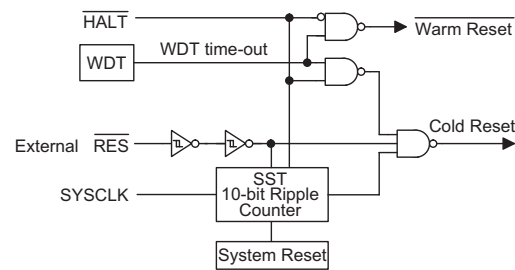 HALT
Warm Reset
WDT
WDT time-out
Cold Reset
External RES
SYSCLK
SST
10-bit Ripple
Counter
System Reset